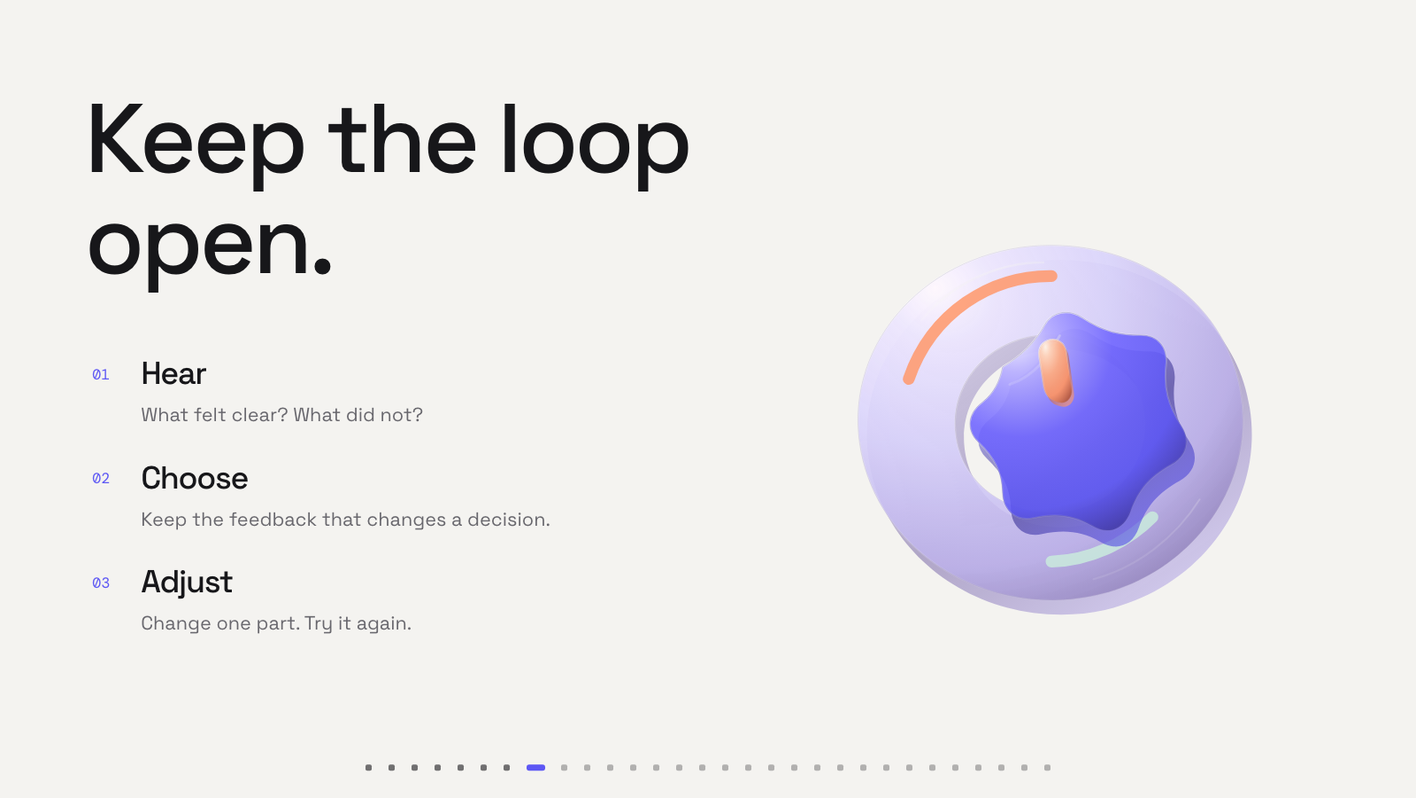 Keep the loop
open.
01
Hear
What felt clear? What did not?
02
Choose
Keep the feedback that changes a decision.
03
Adjust
Change one part. Try it again.